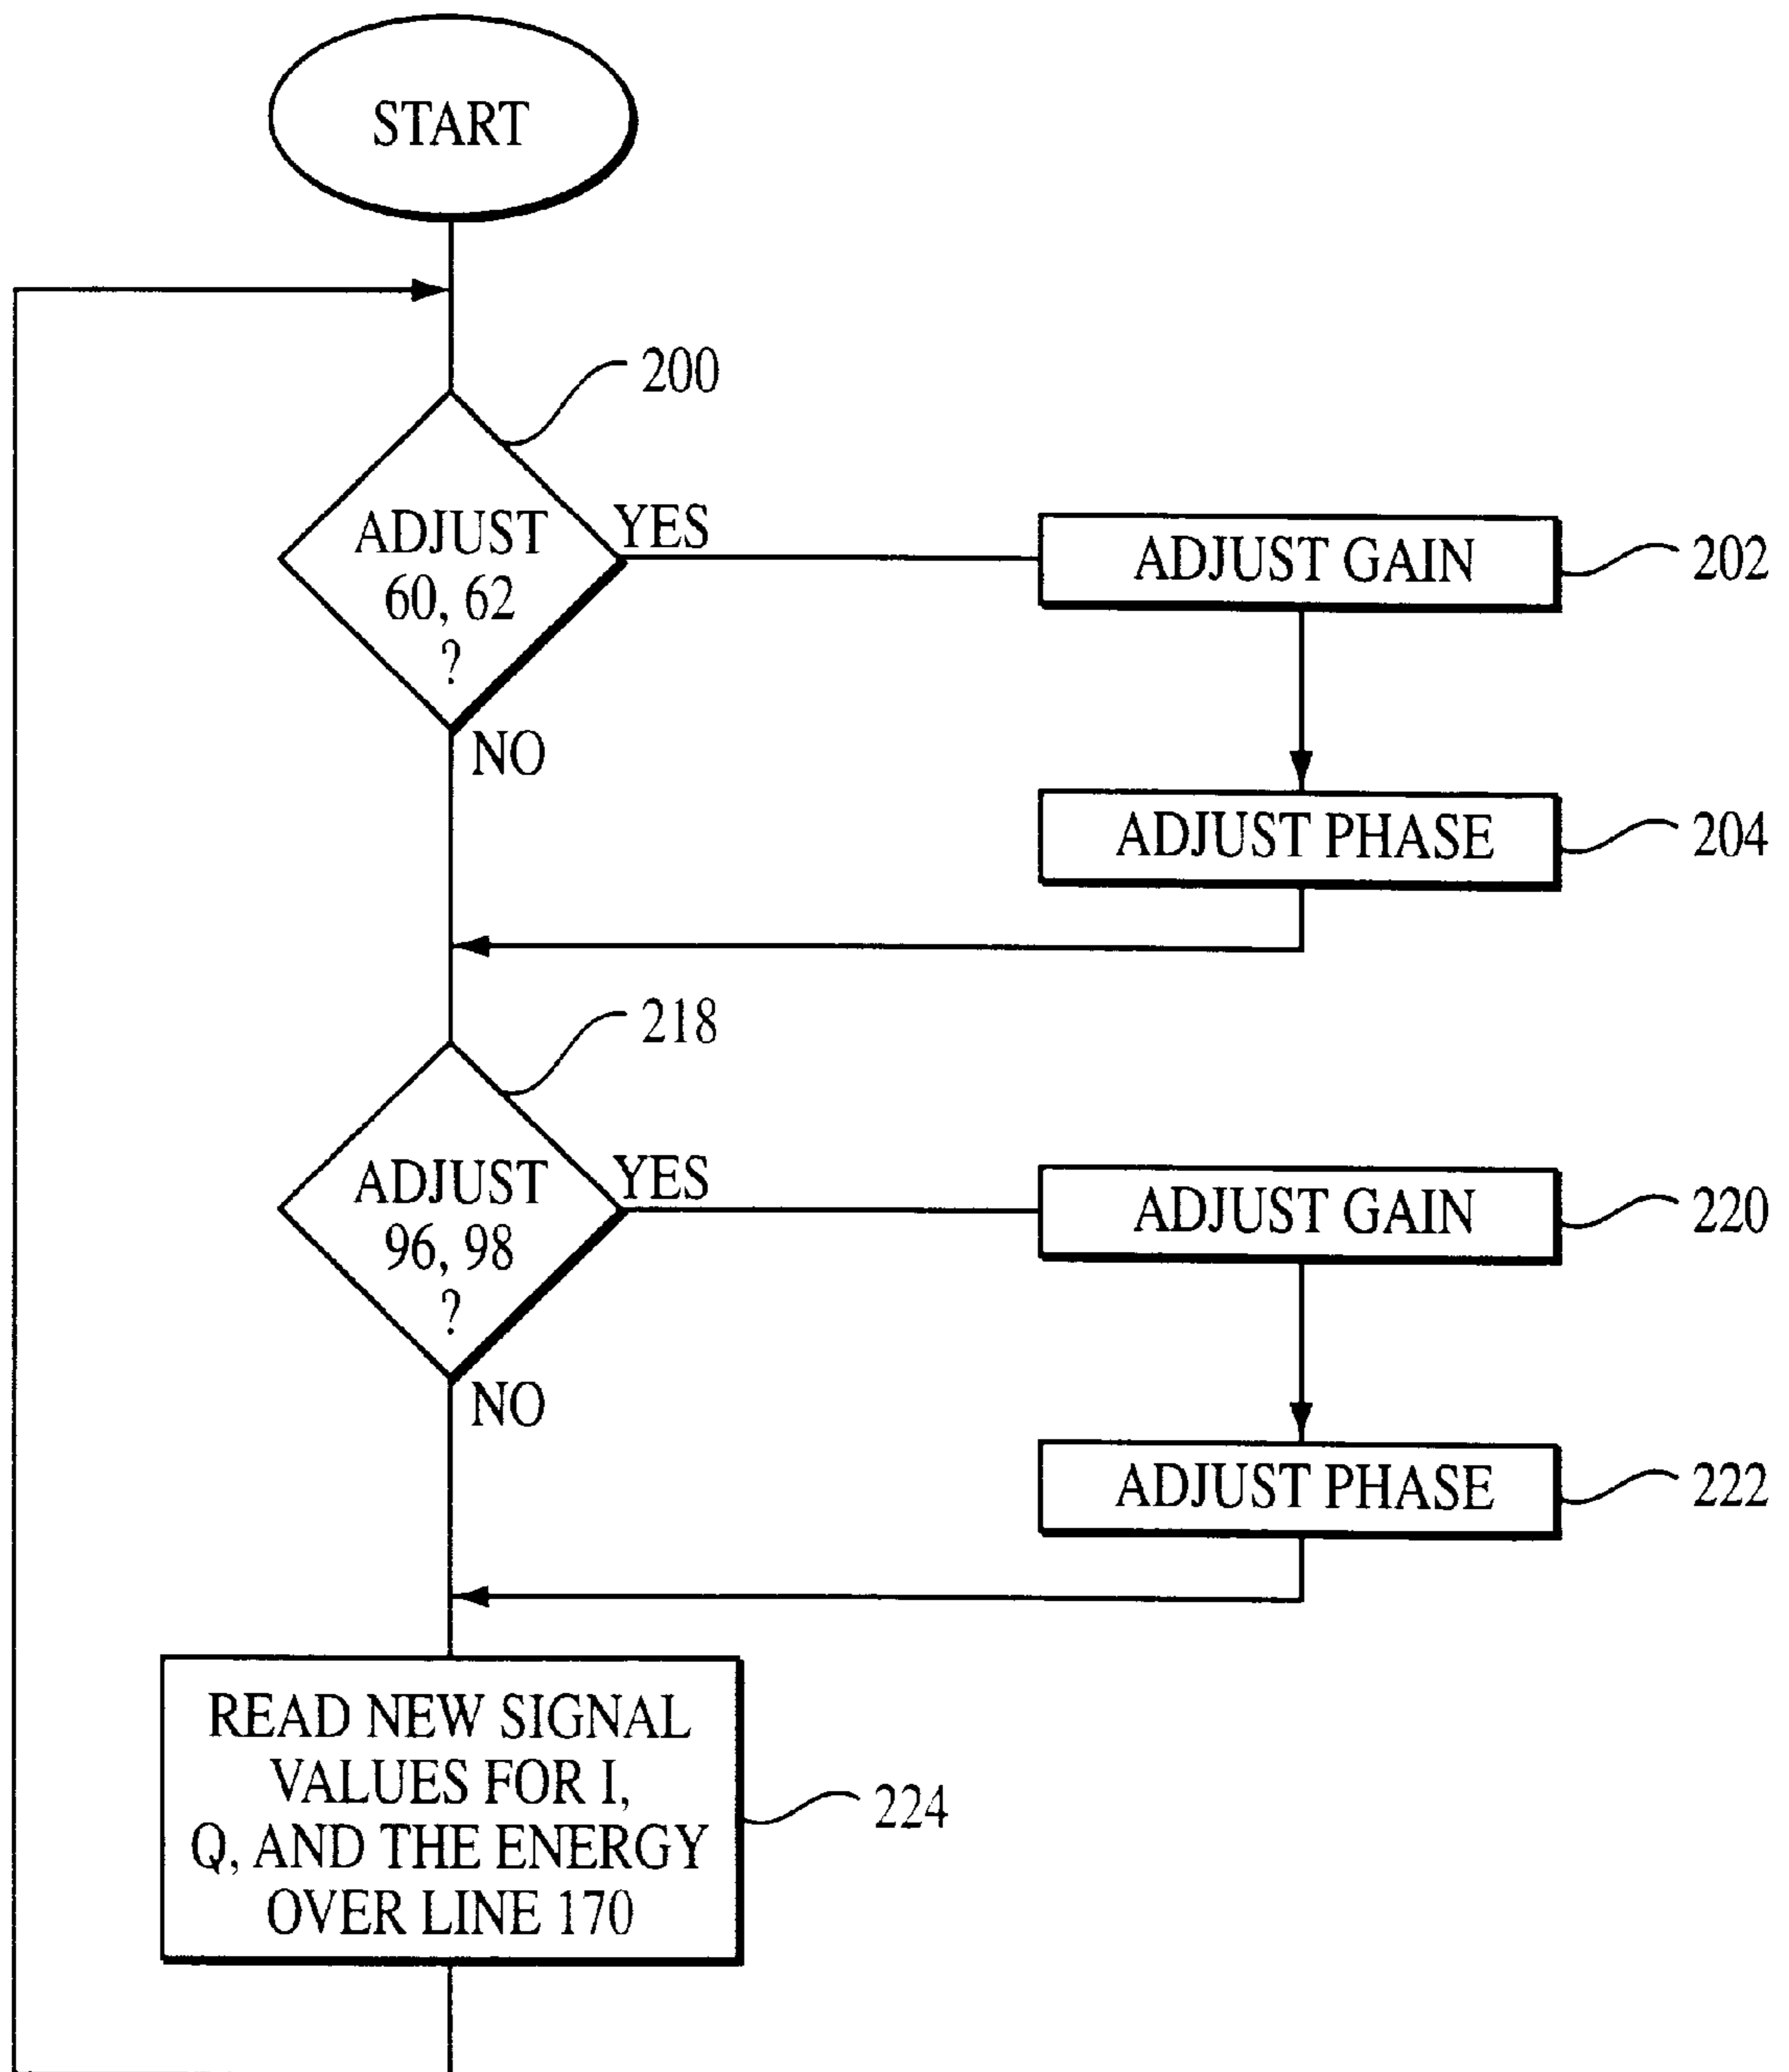 START
200
ADJUST
60, 62
?
YES
NO
ADJUST GAIN
202
ADJUST PHASE
204
218
ADJUST
96, 98
?
YES
NO
ADJUST GAIN
220
ADJUST PHASE
222
READ NEW SIGNAL
VALUES FOR I,
Q, AND THE ENERGY
OVER LINE 170
224